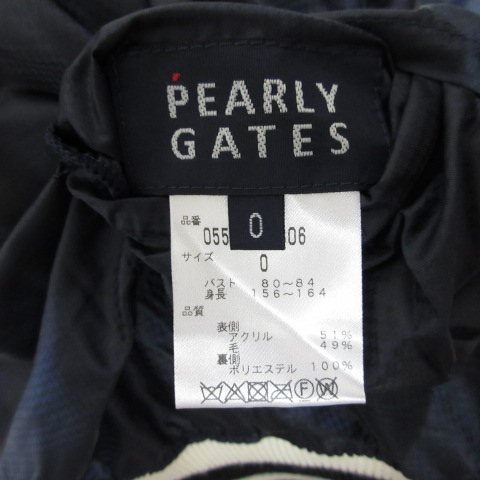 PEARLY
GATES
0
品番
055 06
サイズ
0
バスト 80〜84
身長 156〜164
品質
表側
アクリル 51%
毛 49%
裏側
ポリエステル 100%